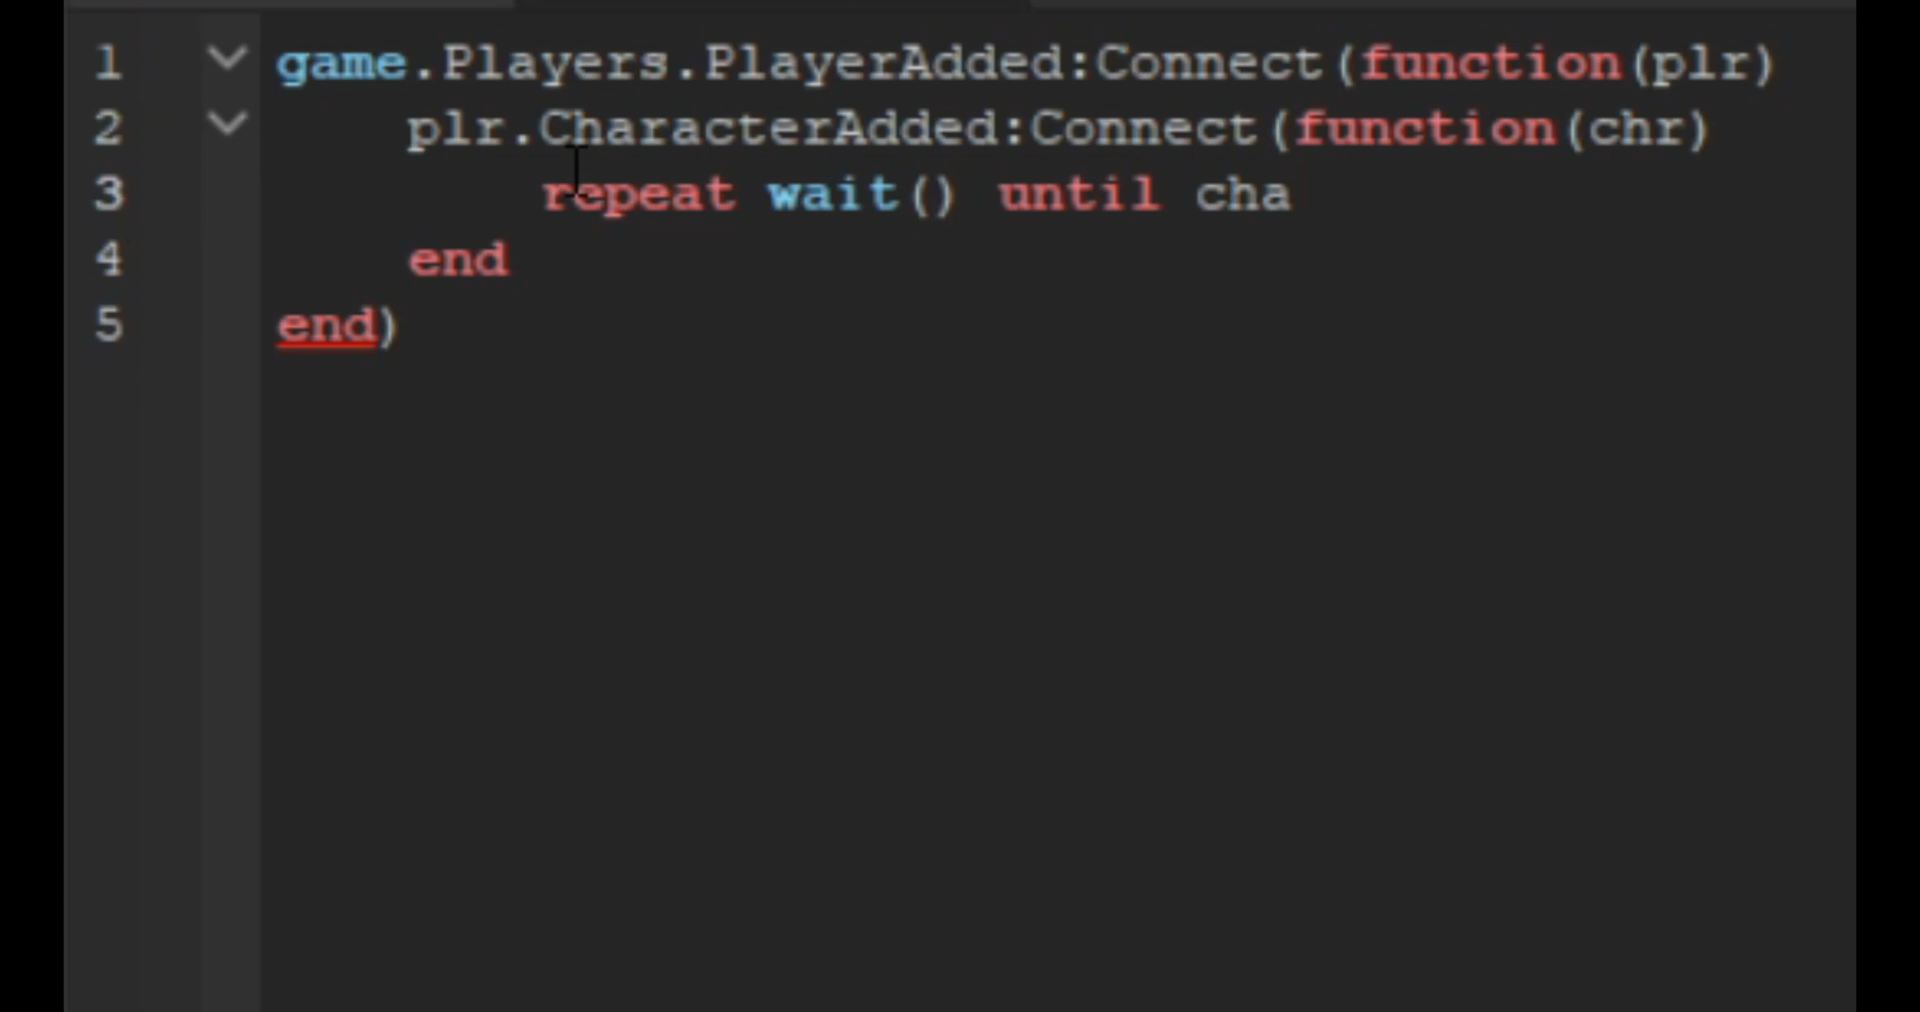 1 game.Players.PlayerAdded:Connect(function(plr)
2 plr.CharacterAdded:Connect(function(chr)
3 repeat wait() until cha
4 end
5 end)